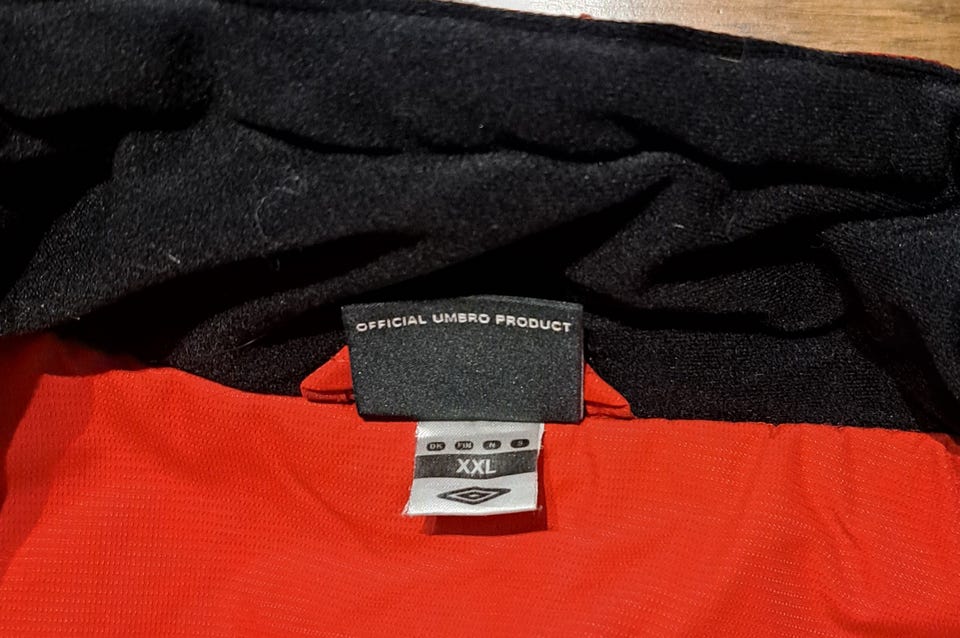 OFFICIAL UMBRO PRODUCT
DK FIN N S
XXL